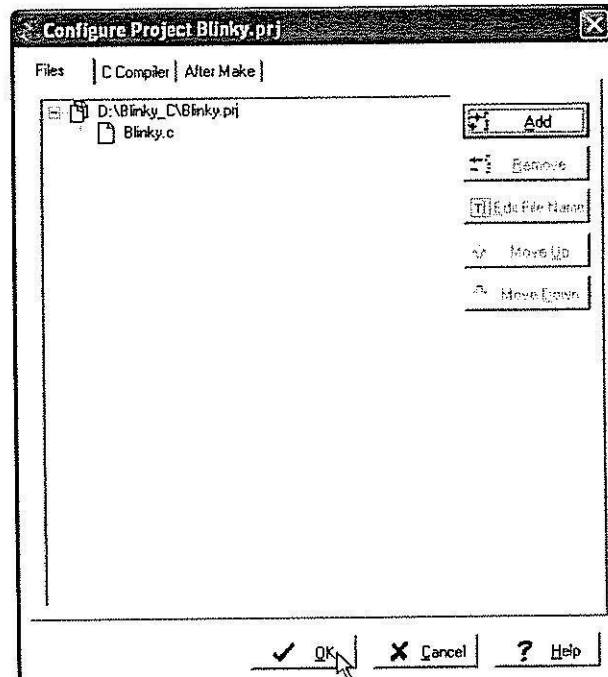 Configure Project Blinky.prj
Files C Compiler After Make
D:\Blinky_C\Blinky.prj
Blinky.c
Add
Remove
Edit File Name
Move Up
Move Down
OK Cancel Help